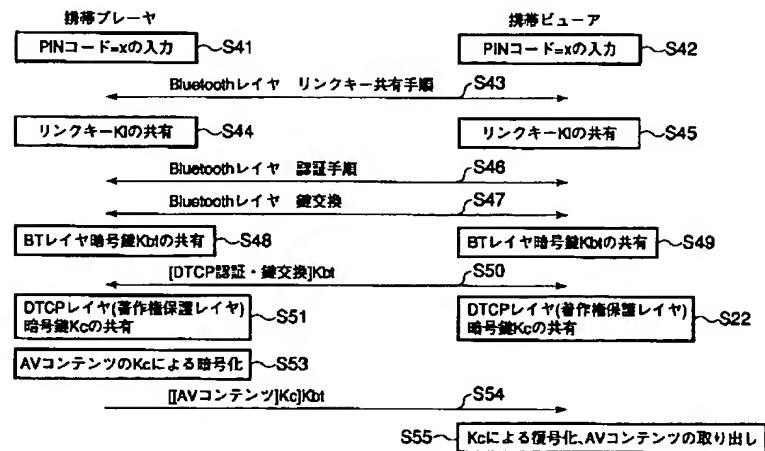 携帯プレーヤ 携帯ビューア
PINコード=xの入力 S41 PINコード=xの入力 S42
Bluetoothレイヤ リンクキー共有手順 S43
リンクキーKlの共有 S44 リンクキーKlの共有 S45
Bluetoothレイヤ 認証手順 S46
Bluetoothレイヤ 鍵交換 S47
BTレイヤ暗号鍵Kbtの共有 S48 BTレイヤ暗号鍵Kbtの共有 S49
[DTCP認証・鍵交換]Kbt S50
DTCPレイヤ(著作権保護レイヤ)
暗号鍵Kcの共有 S51
DTCPレイヤ(著作権保護レイヤ)
暗号鍵Kcの共有 S22
AVコンテンツのKcによる暗号化 S53
[[AVコンテンツ]Kc]Kbt S54
S55 Kcによる復号化、AVコンテンツの取り出し